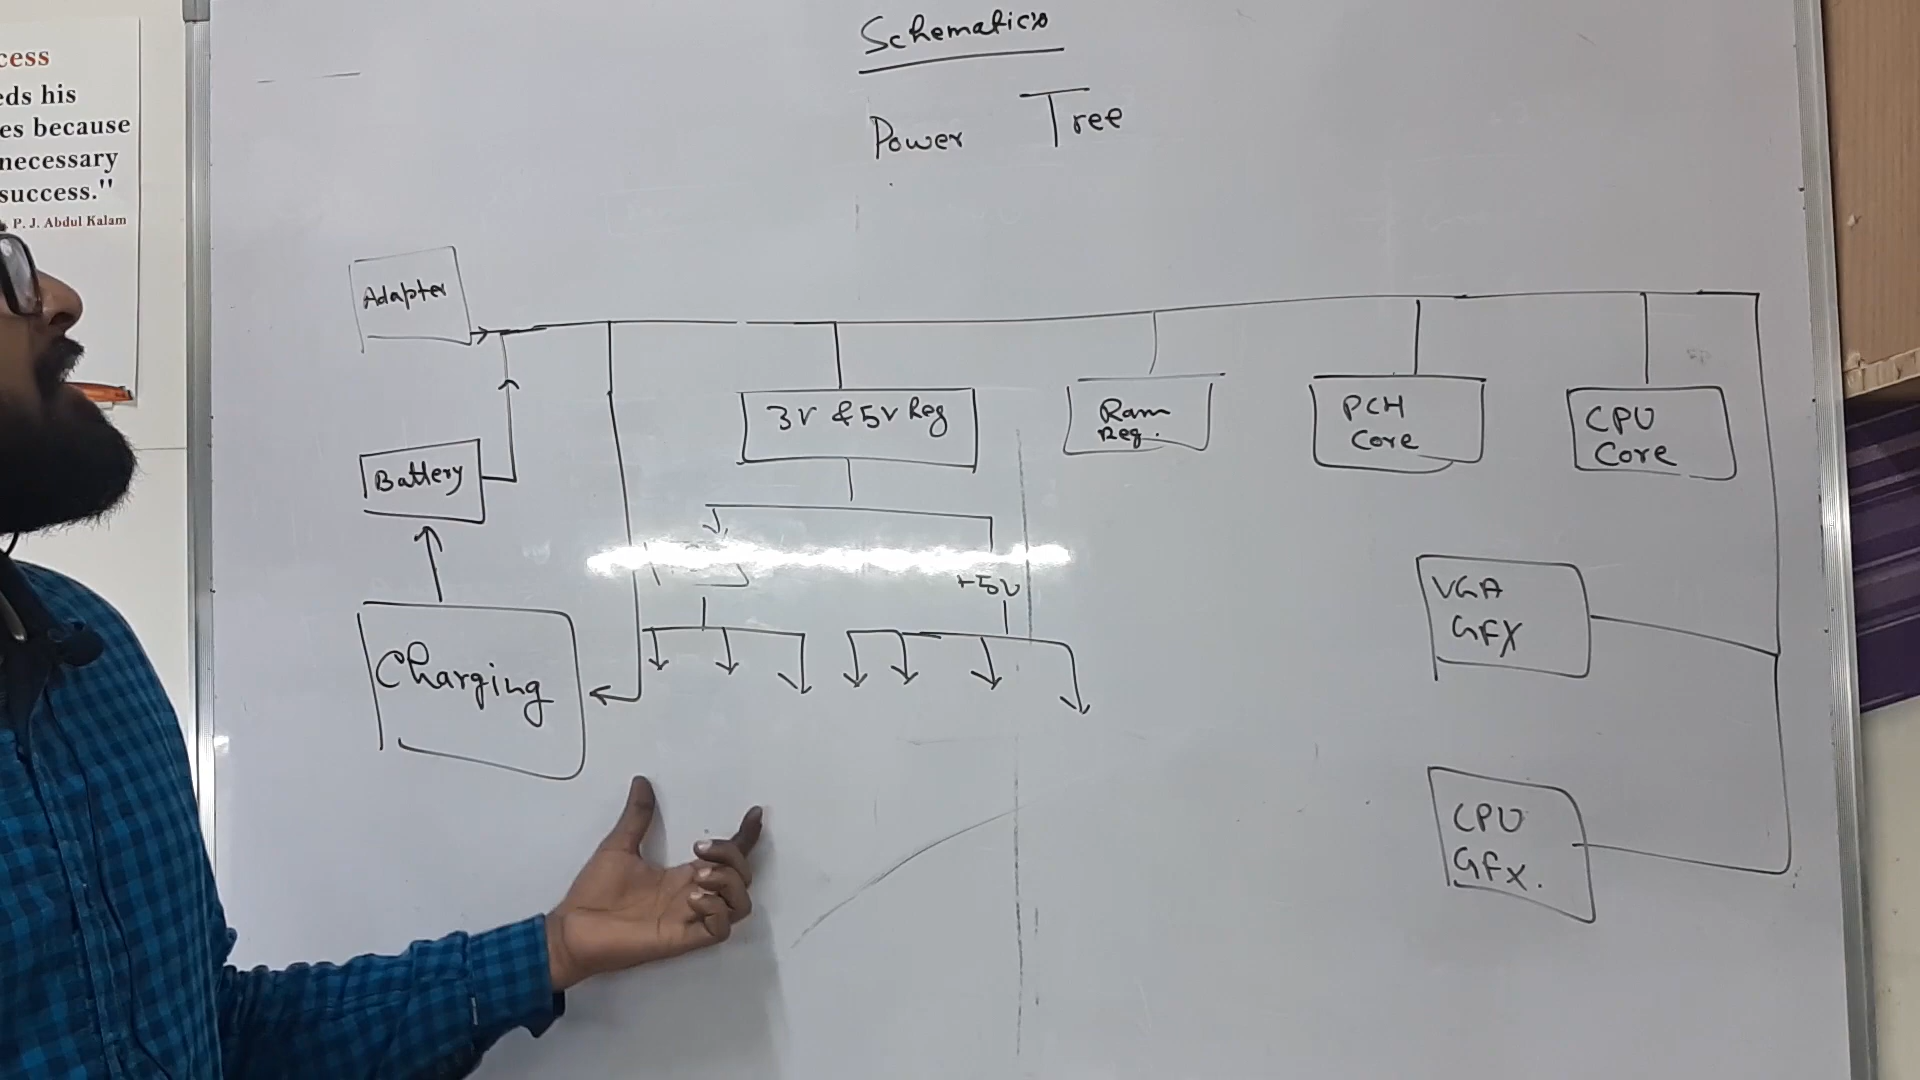 cess
eds his
es because
necessary
success."
P. J. Abdul Kalam
Schematics
Power Tree
Adapter
Battery
Charging
3V & 5V Reg
+5V
Ram
Reg.
PCH
Core
CPU
Core
VGA
GFX
CPU
GFX.